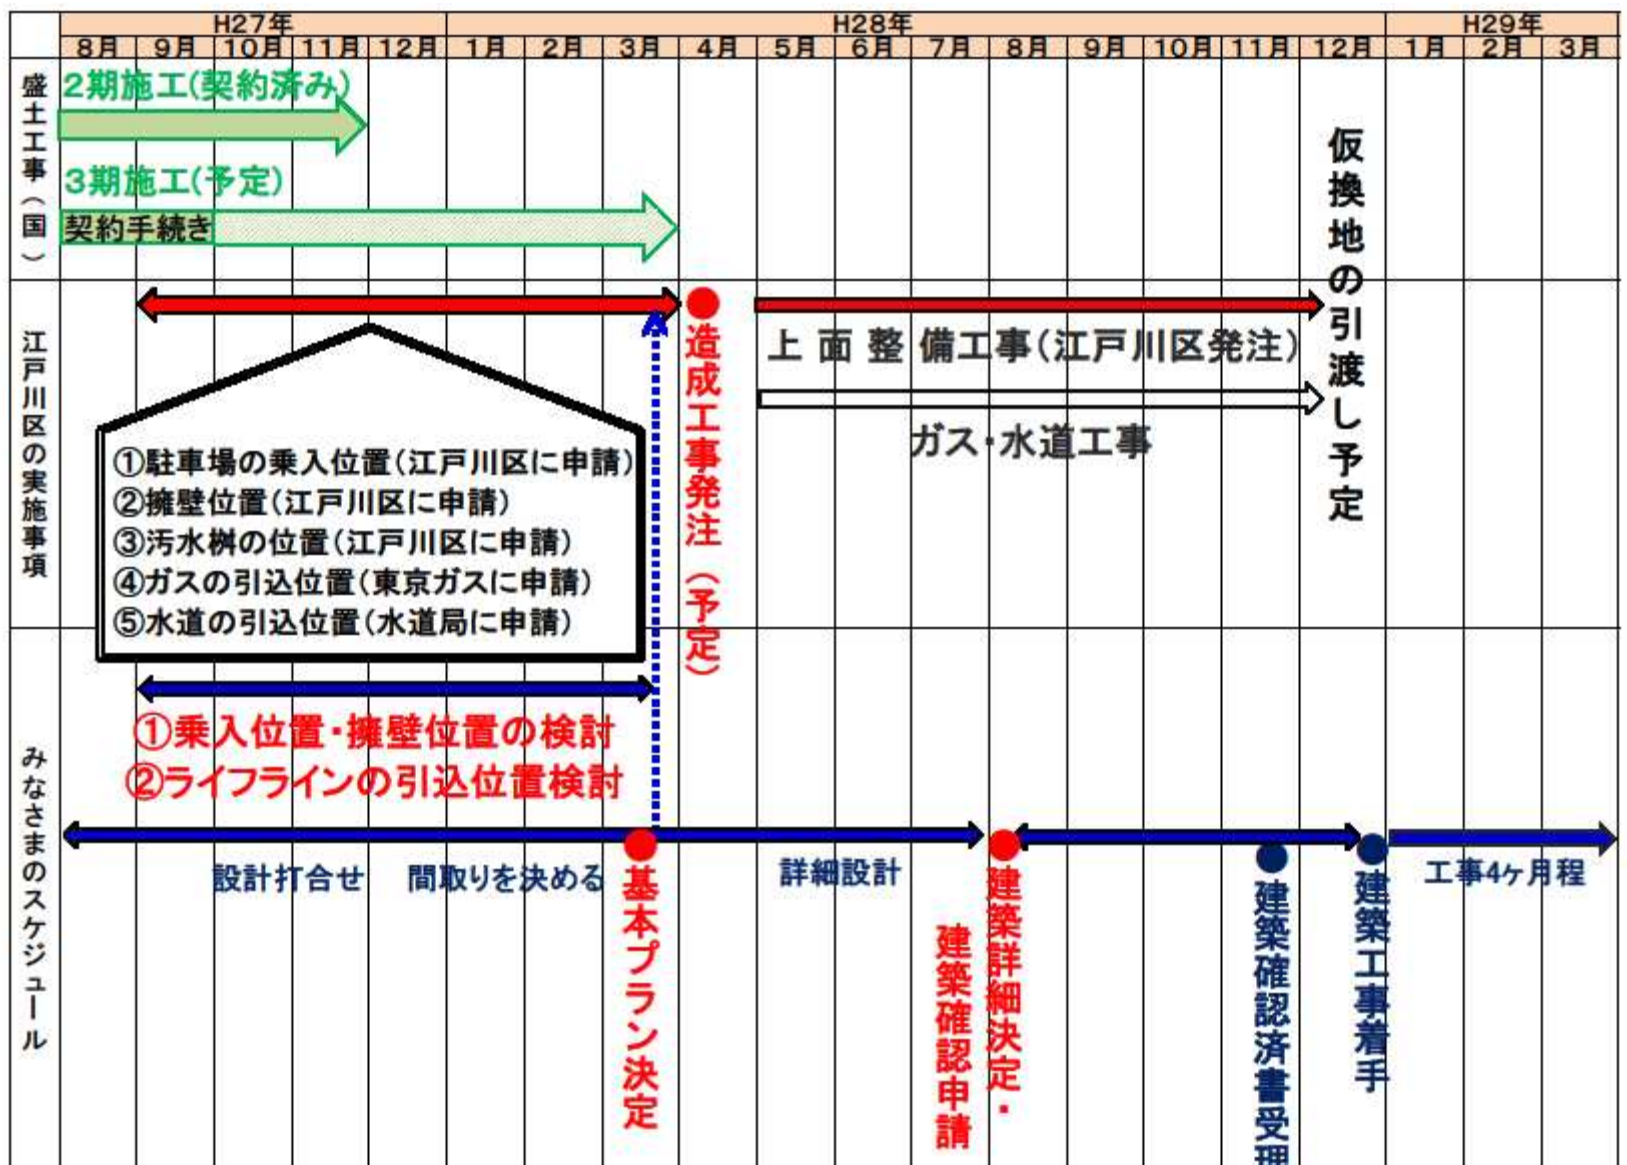 H27年 H28年 H29年
8月 9月 10月 11月 12月 1月 2月 3月 4月 5月 6月 7月 8月 9月 10月 11月 12月 1月 2月 3月
盛土工事(国)
2期施工(契約済み)
3期施工(予定)
契約手続き
仮換地の引渡し予定
江戸川区の実施事項
造成工事発注(予定)
上面整備工事(江戸川区発注)
ガス・水道工事
①駐車場の乗入位置(江戸川区に申請)
②擁壁位置(江戸川区に申請)
③汚水桝の位置(江戸川区に申請)
④ガスの引込位置(東京ガスに申請)
⑤水道の引込位置(水道局に申請)
みなさまのスケジュール
①乗入位置・擁壁位置の検討
②ライフラインの引込位置検討
設計打合せ
間取りを決める
基本プラン決定
詳細設計
建築詳細決定・
建築確認申請
建築確認済書受理
建築工事着手
工事4ヶ月程